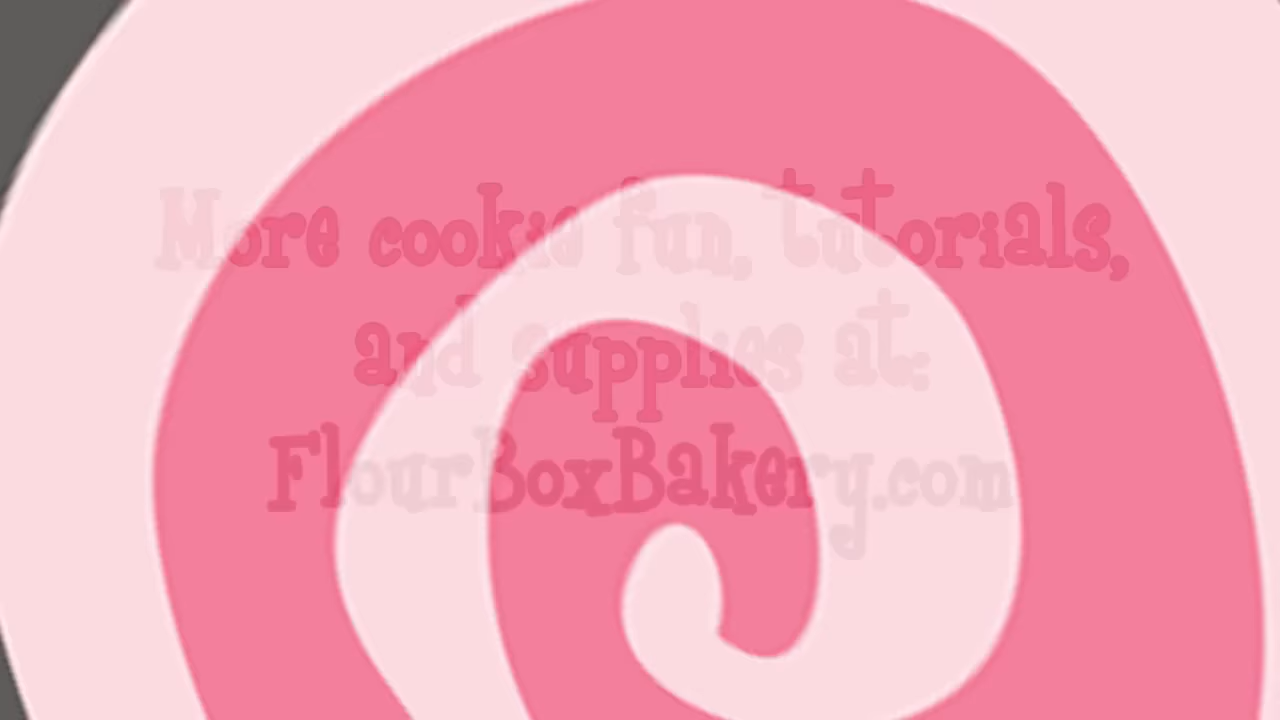 More cookie fun, tutorials,
and supplies at:
FlourBoxBakery.com